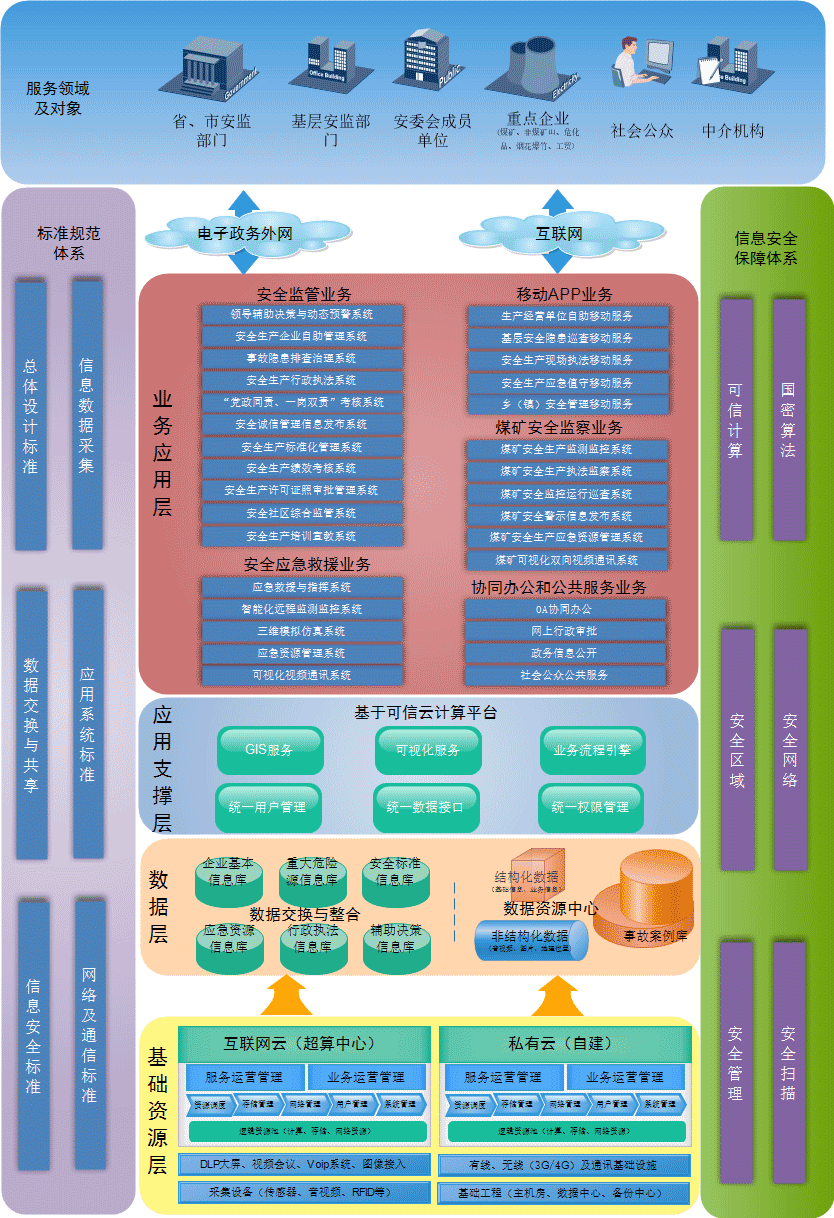 服务领域
及对象
Government
Office Building
Public
Electricity
Building
省、市安监
部门
基层安监部
门
安委会成员
单位
重点企业
(煤矿、非煤矿山、危化
品、烟花爆竹、工贸)
社会公众
中介机构
电子政务外网
互联网
标准规范
体系
总体设计标准
信息数据采集
数据交换与共享
应用系统标准
信息安全标准
网络及通信标准
业务应用层
安全监管业务
领导辅助决策与动态预警系统
安全生产企业自助管理系统
事故隐患排查治理系统
安全生产行政执法系统
“党政同责、一岗双责”考核系统
安全诚信管理信息发布系统
安全生产标准化管理系统
安全生产绩效考核系统
安全生产许可证照审批管理系统
安全社区综合监管系统
安全生产培训宣教系统
安全应急救援业务
应急救援与指挥系统
智能化远程监测监控系统
三维模拟仿真系统
应急资源管理系统
可视化视频通讯系统
移动APP业务
生产经营单位自助移动服务
基层安全隐患巡查移动服务
安全生产现场执法移动服务
安全生产应急值守移动服务
乡（镇）安全管理移动服务
煤矿安全监察业务
煤矿安全生产监测监控系统
煤矿安全生产执法监察系统
煤矿安全监控运行巡查系统
煤矿安全警示信息发布系统
煤矿安全生产应急资源管理系统
煤矿可视化双向视频通讯系统
协同办公和公共服务业务
OA协同办公
网上行政审批
政务信息公开
社会公众公共服务
应用支撑层
基于可信云计算平台
GIS服务
可视化服务
业务流程引擎
统一用户管理
统一数据接口
统一权限管理
数据层
企业基本
信息库
重大危险
源信息库
安全标准
信息库
数据交换与整合
应急资源
信息库
行政执法
信息库
辅助决策
信息库
结构化数据
(基础信息、业务信息)
数据资源中心
非结构化数据
(音视频、图片、地理位置)
事故案例库
基础资源层
互联网云（超算中心）
服务运营管理
业务运营管理
资源调度
存储管理
网络管理
用户管理
系统管理
逻辑资源池（计算、存储、网络资源）
DLP大屏、视频会议、Voip系统、图像接入
采集设备（传感器、音视频、RFID等）
私有云（自建）
服务运营管理
业务运营管理
资源调度
存储管理
网络管理
用户管理
系统管理
逻辑资源池（计算、存储、网络资源）
有线、无线（3G/4G）及通讯基础设施
基础工程（主机房、数据中心、备份中心）
信息安全
保障体系
可信计算
国密算法
安全区域
安全网络
安全管理
安全扫描